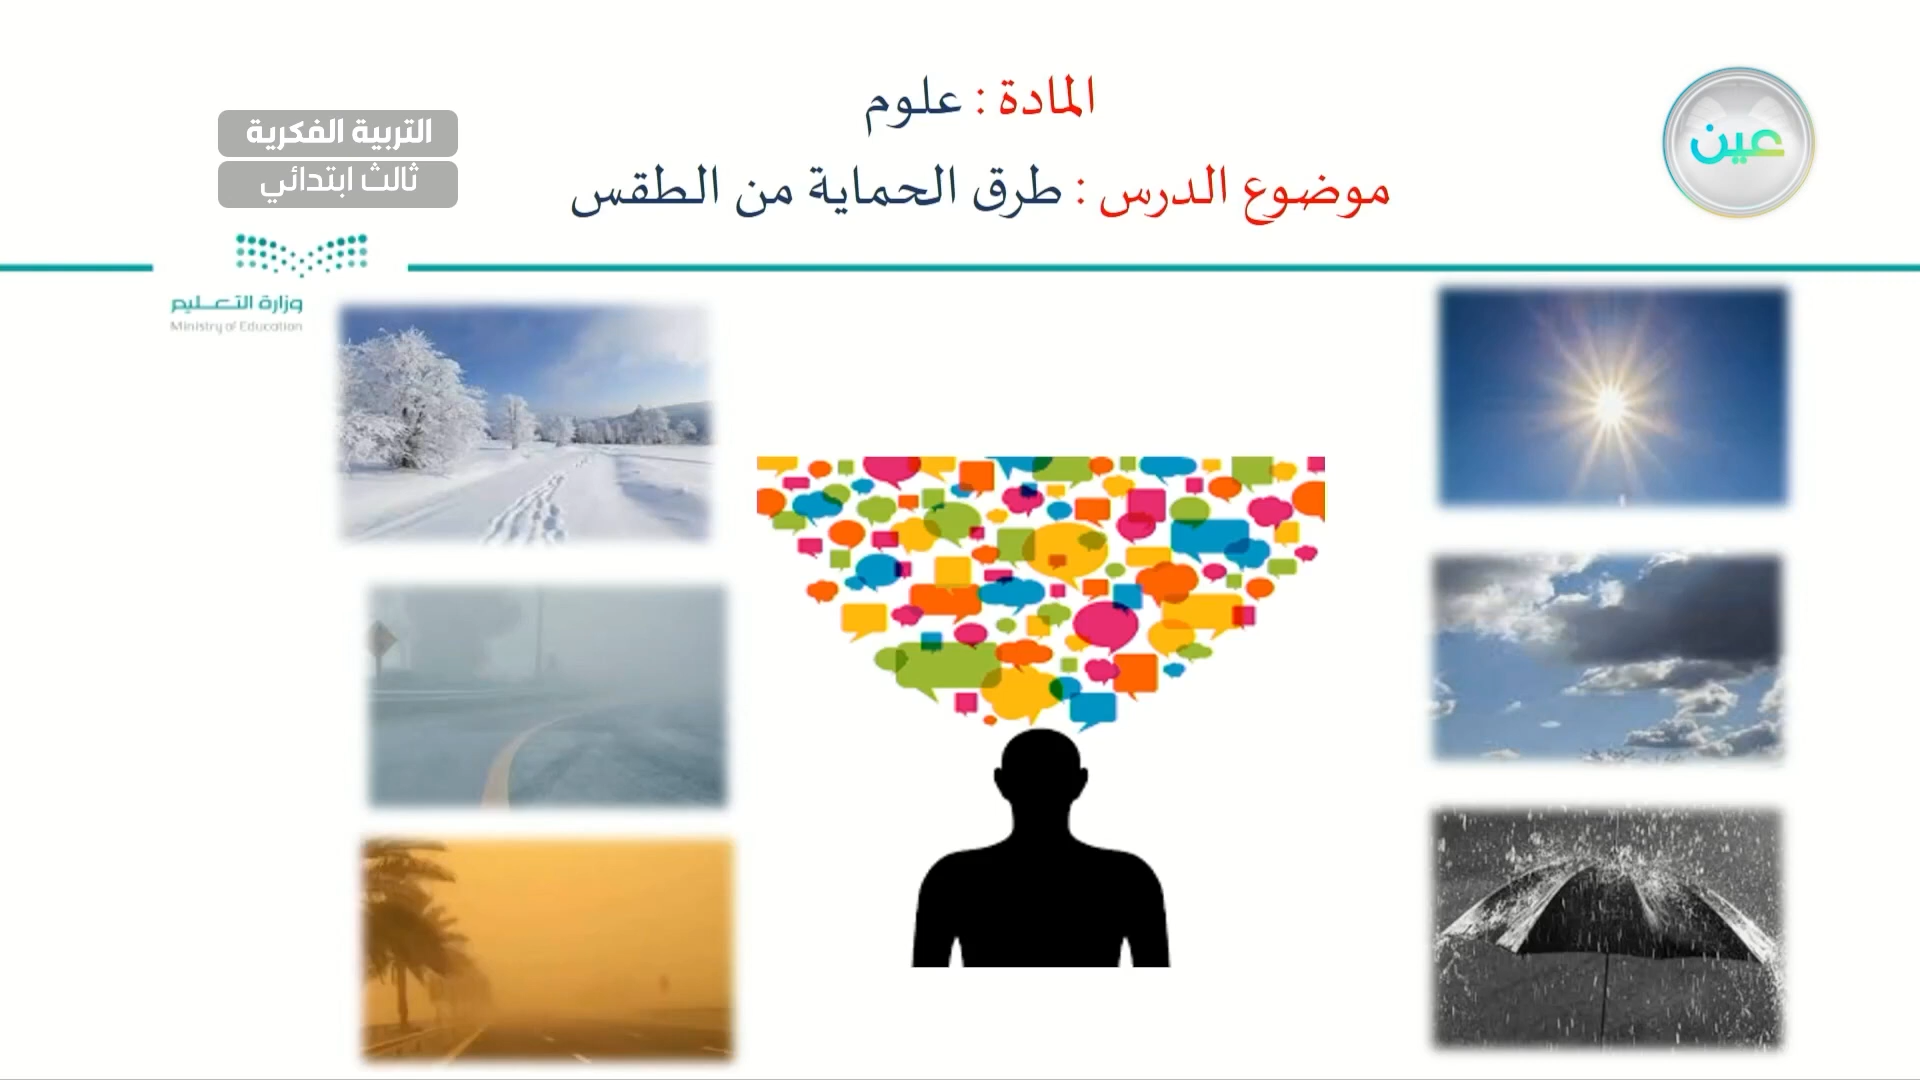 المادة : علوم
موضوع الدرس : طرق الحماية من الطقس
عين
التربية الفكرية
ثالث ابتدائي
وزارة التعليم
Ministry of Education